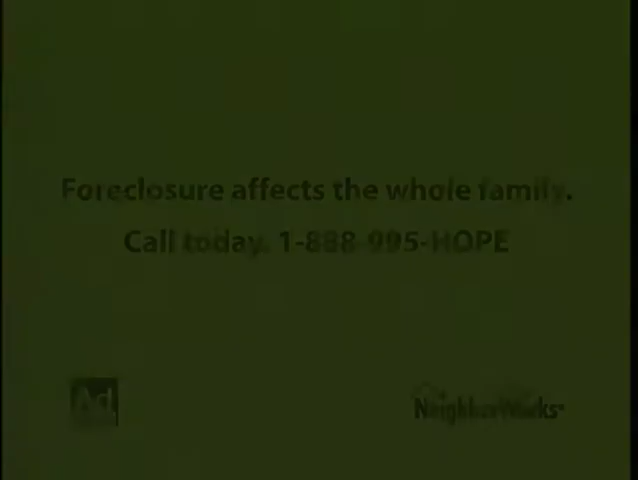 Foreclosure affects the whole family.
Call today. 1-888-995-HOPE
Ad
NeighborWorks®